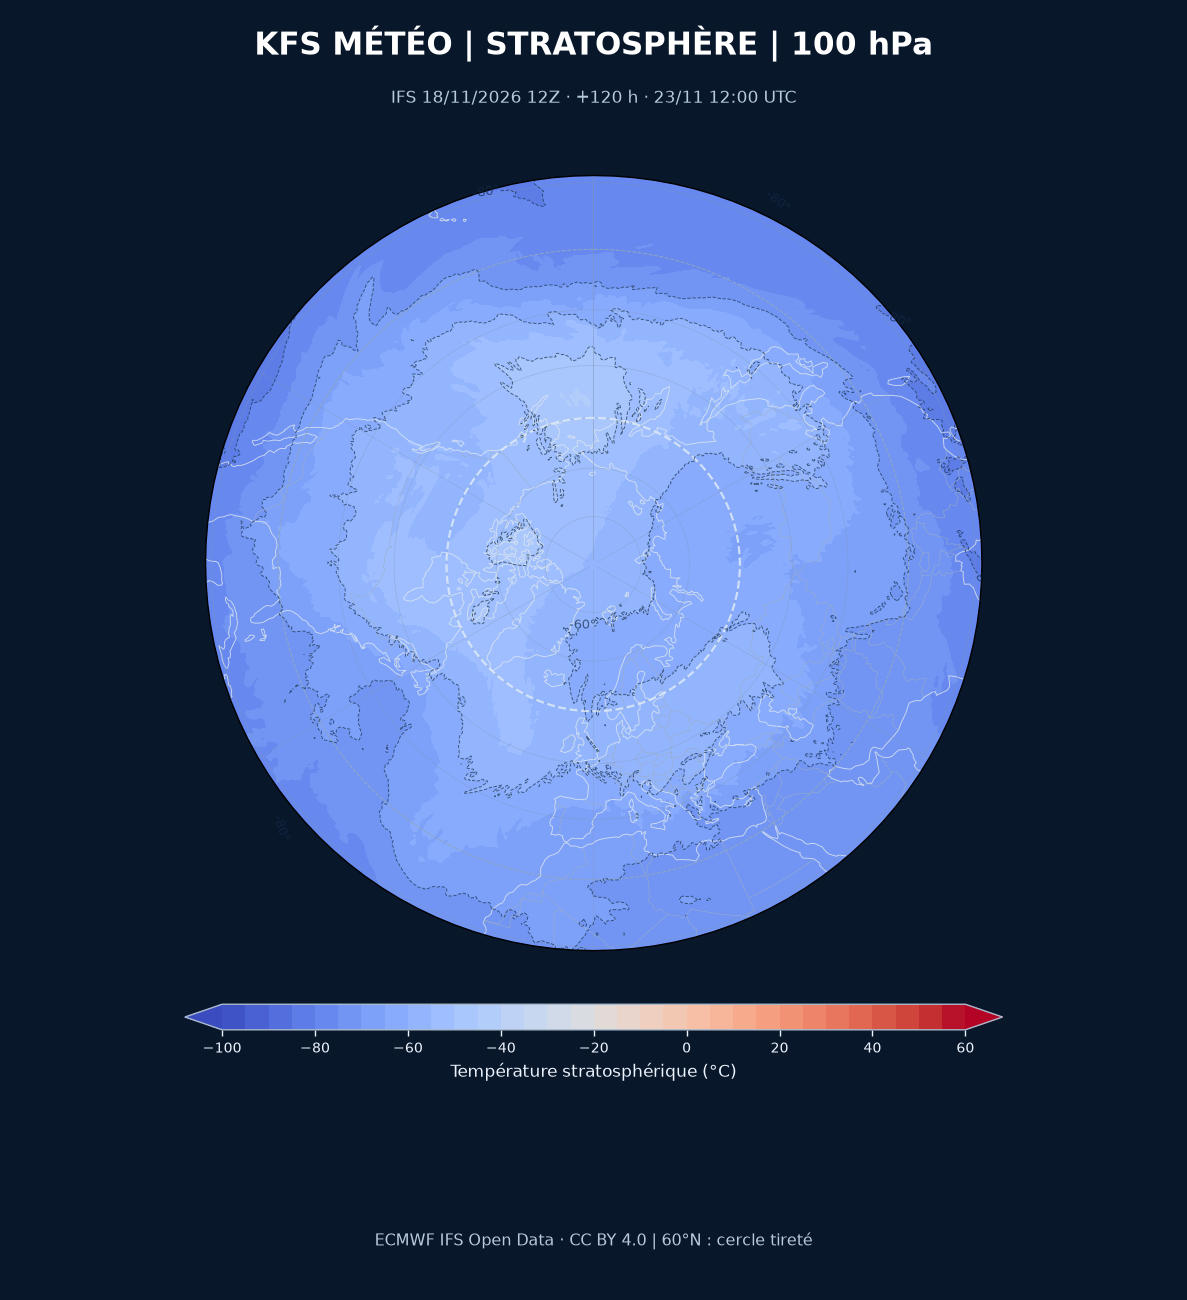 KFS MÉTÉO | STRATOSPHÈRE | 100 hPa
IFS 18/11/2026 12Z · +120 h · 23/11 12:00 UTC
-80°
60°
-80°
−100 −80 −60 −40 −20 0 20 40 60
Température stratosphérique (°C)
ECMWF IFS Open Data · CC BY 4.0 | 60°N : cercle tireté